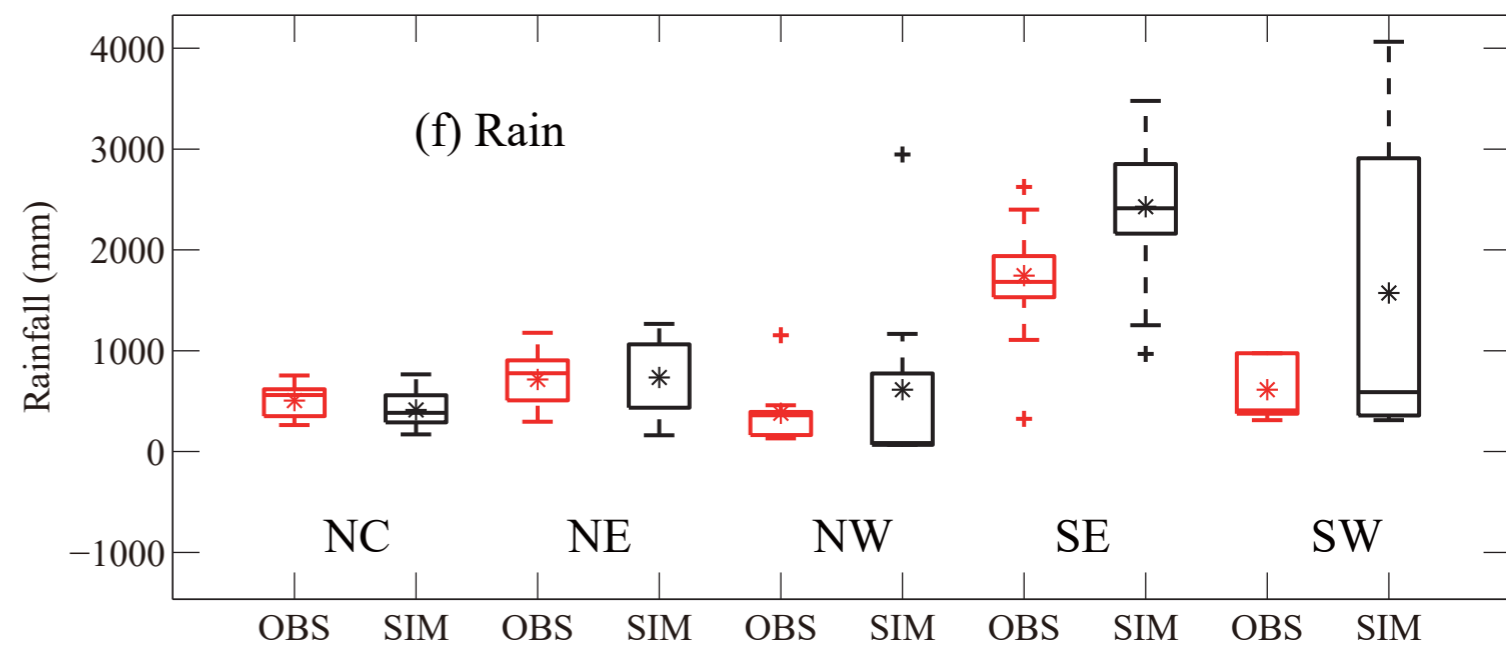 4000
(f) Rain
3000
2000
1000
0
−1000
Rainfall (mm)
NC NE NW SE SW
OBS SIM OBS SIM OBS SIM OBS SIM OBS SIM